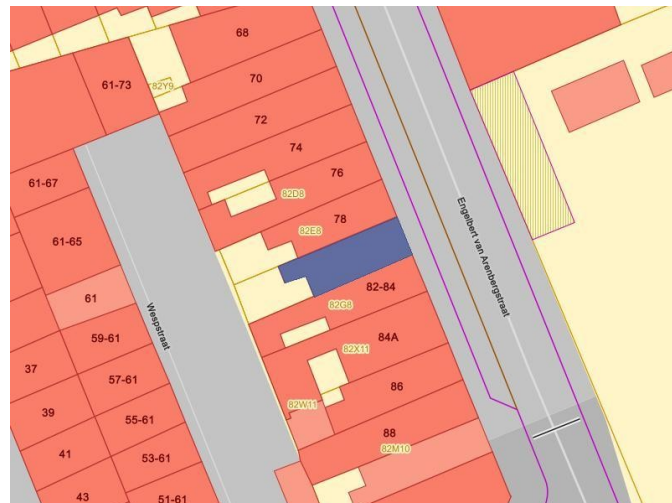 68
61-73
82Y9
70
72
74
76
61-67
82D8
78
82E8
61-65
Engelbert van Arenbergstraat
61
82-84
82G8
Wespstraat
59-61
84A
82X11
37
57-61
86
39
55-61
82W11
88
41
53-61
82M10
43
51-61